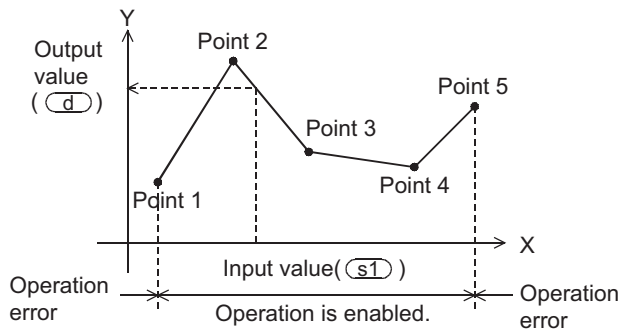 Y
Output
value
( d )
Point 2
Point 5
Point 3
Point 4
Point 1
X
Input value( s1 )
Operation
error
Operation is enabled.
Operation
error